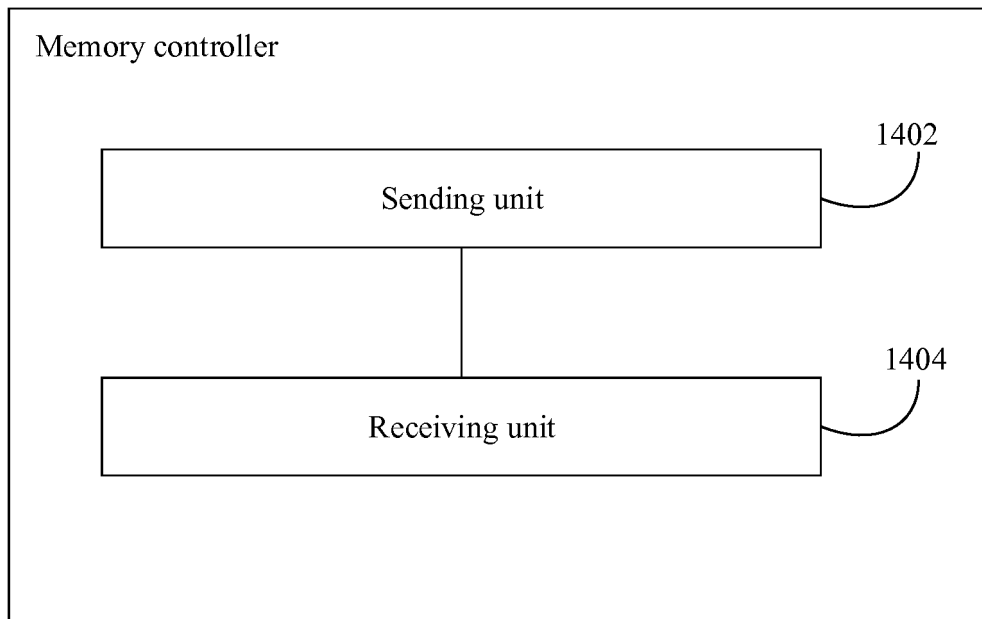 Memory controller
1402
Sending unit
1404
Receiving unit